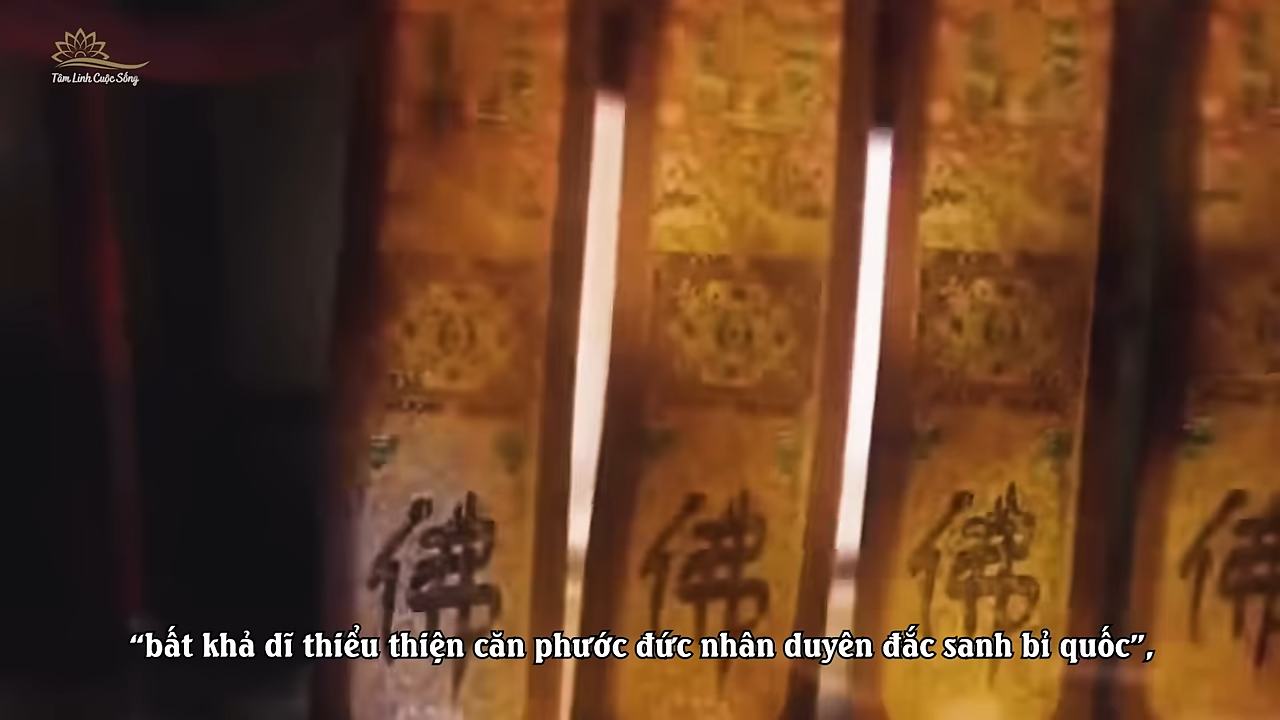 Tâm Linh Cuộc Sống
佛 佛 佛 佛
“bất khả dĩ thiểu thiện căn phước đức nhân duyên đắc sanh bỉ quốc”,